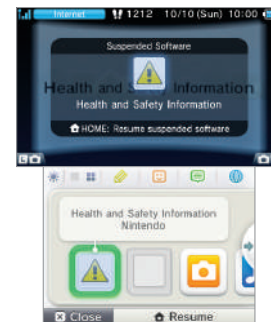 Internet 1212 10/10 (Sun) 10:00
Suspended Software
Health and Safety Information
Health and Safety Information
HOME: Resume suspended software
L
Health and Safety Information
Nintendo
Close
Resume